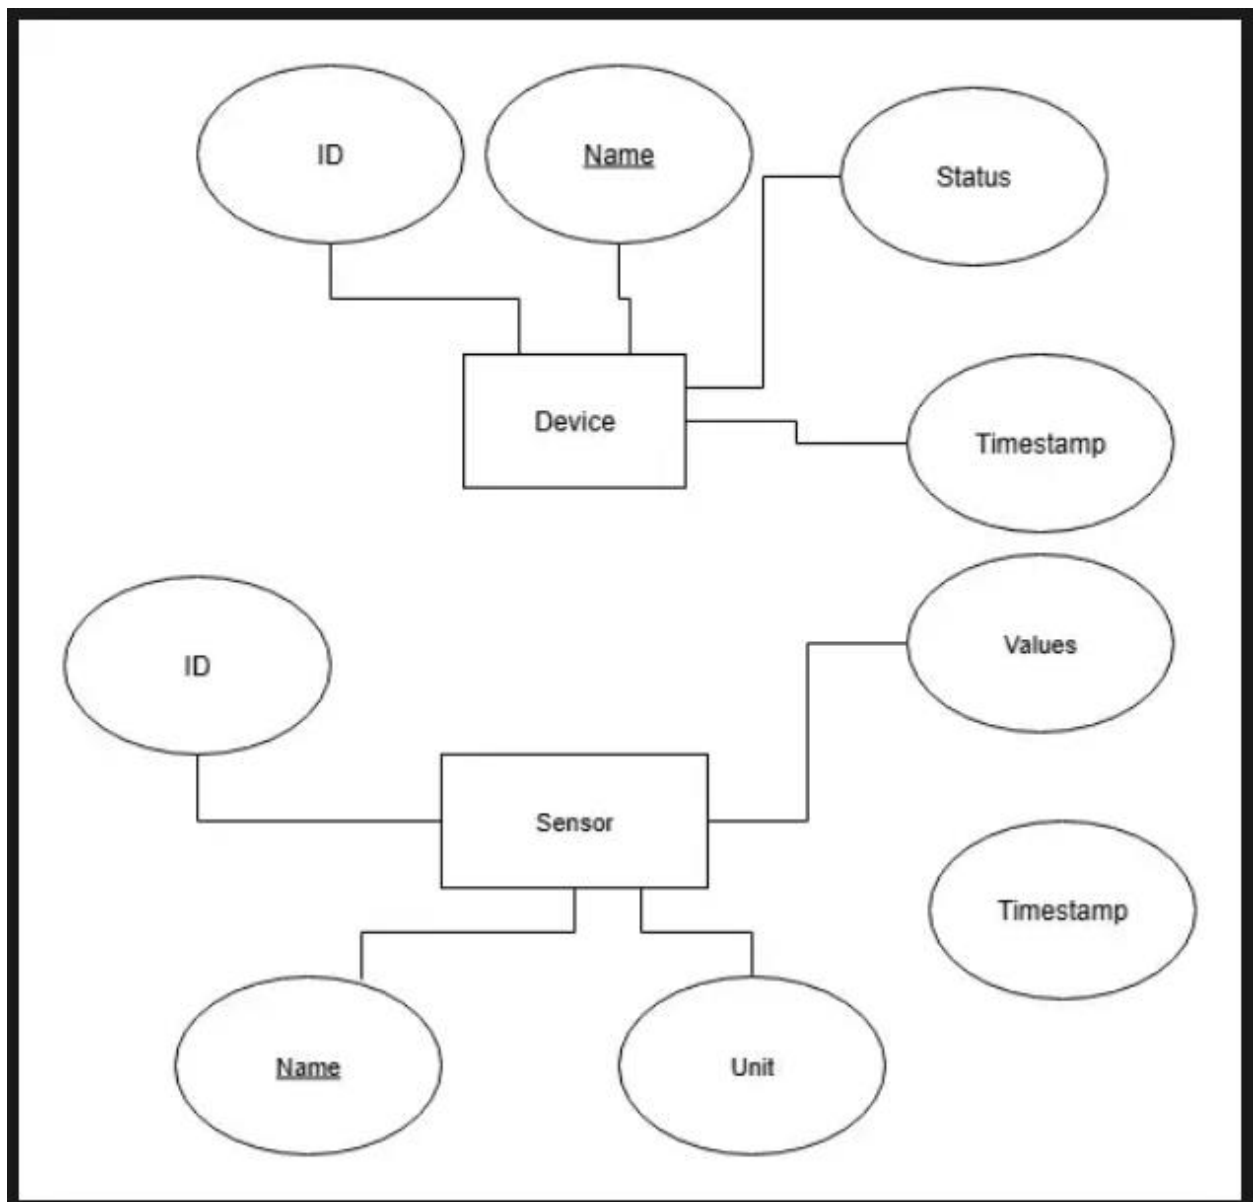 ID
Name
Status
Device
Timestamp
Values
ID
Sensor
Timestamp
Name
Unit